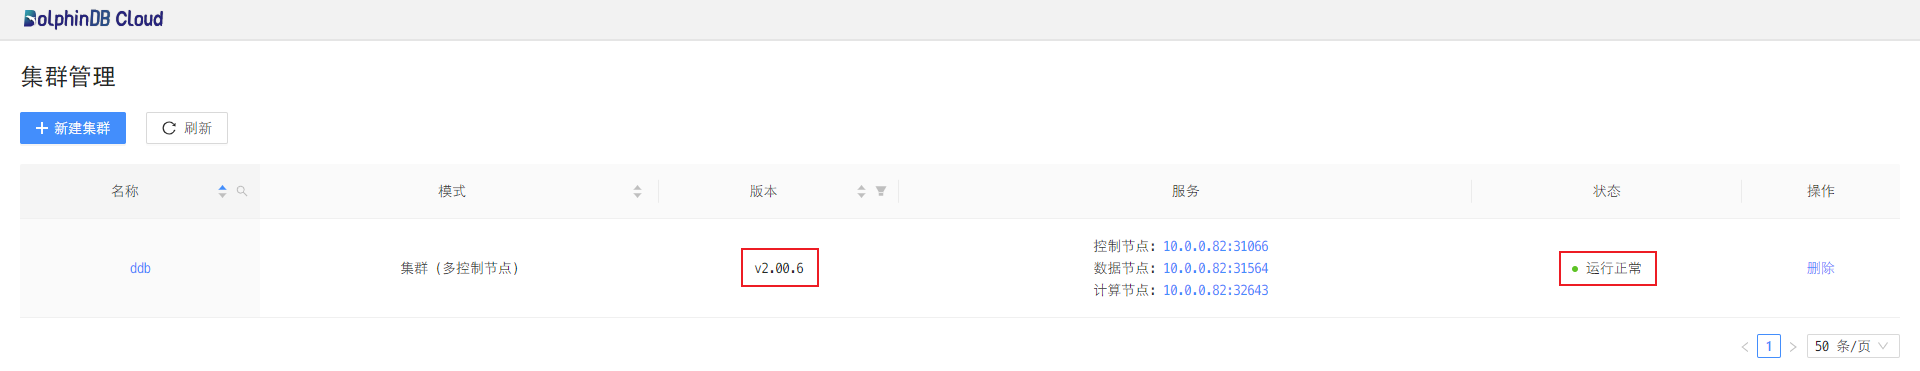 DolphinDB Cloud
集群管理
新建集群 刷新
名称 模式 版本 服务 状态 操作
ddb 集群 (多控制节点) v2.00.6 控制节点: 10.0.0.82:31066 运行正常 删除
数据节点: 10.0.0.82:31564
计算节点: 10.0.0.82:32643
1 50 条/页